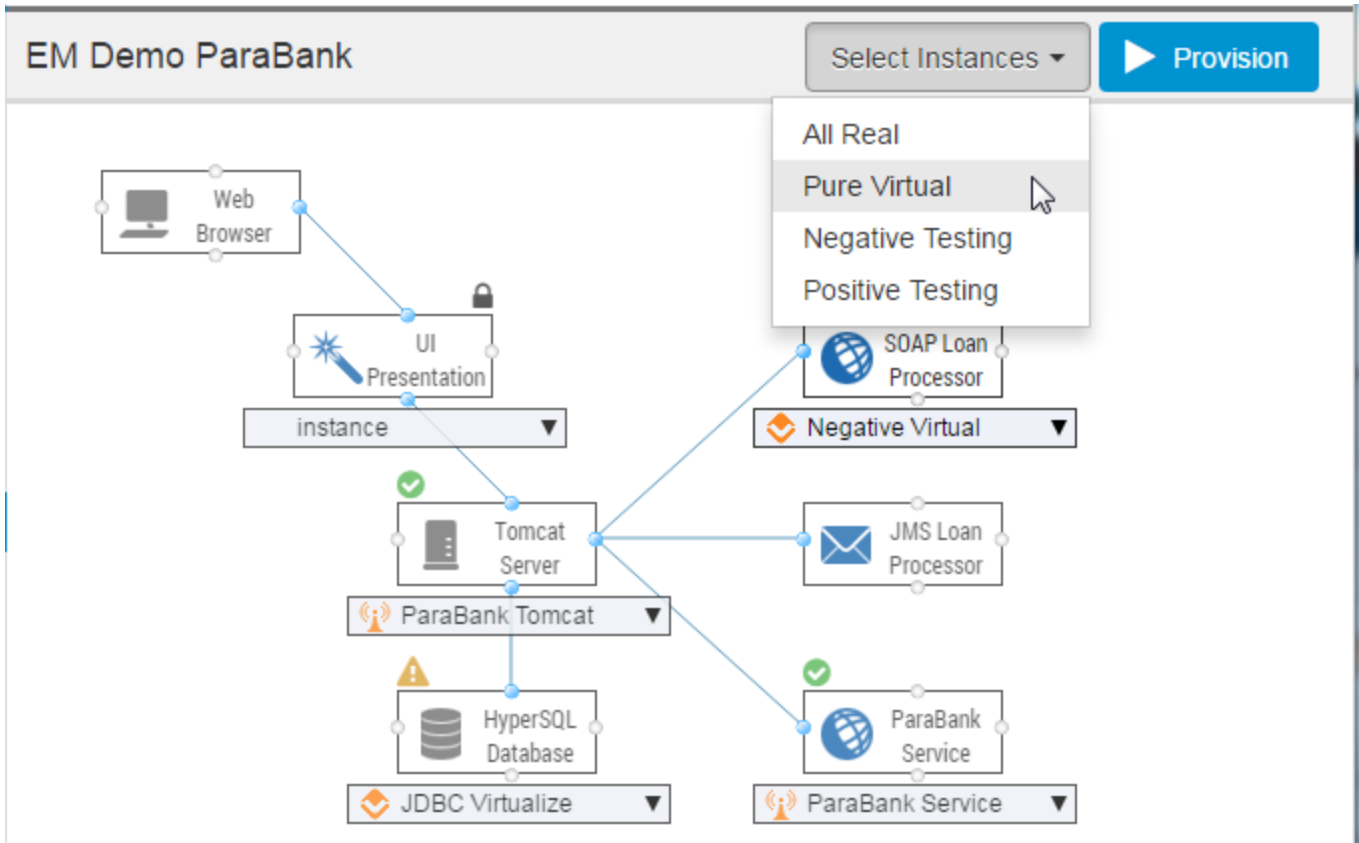 EM Demo ParaBank
Select Instances
Provision
All Real
Pure Virtual
Negative Testing
Positive Testing
Web
Browser
UI
Presentation
instance
SOAP Loan
Processor
Negative Virtual
Tomcat
Server
ParaBank Tomcat
JMS Loan
Processor
HyperSQL
Database
JDBC Virtualize
ParaBank
Service
ParaBank Service